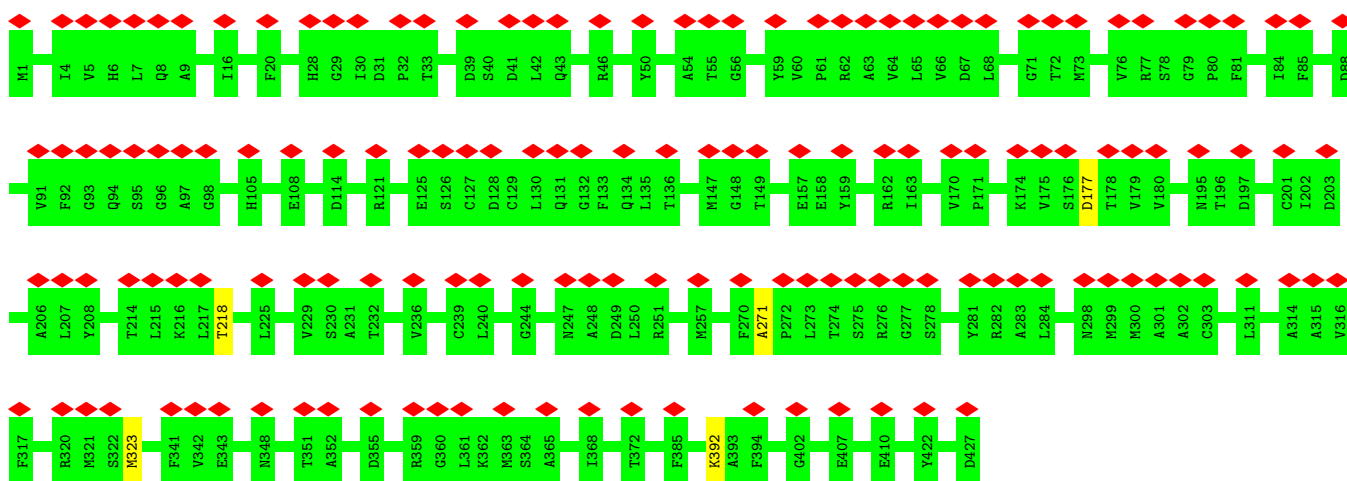 M1 I4 V5 H6 L7 Q8 A9 I16 F20 H28 G29 I30 D31 P32 T33 D39 S40 D41 L42 Q43 R46 Y50 A54 T55 G56 Y59 V60 P61 R62 A63 V64 L65 V66 D67 L68 G71 T72 M73 V76 R77 S78 G79 P80 F81 I84 F85 D88
V91 F92 G93 Q94 S95 G96 A97 G98 H105 E108 D114 R121 E125 S126 C127 D128 C129 L130 Q131 G132 F133 Q134 L135 T136 M147 G148 T149 E157 E158 Y159 R162 I163 V170 P171 K174 V175 S176 D177 T178 V179 V180 N195 T196 D197 C201 I202 D203
A206 L207 Y208 T214 L215 K216 L217 T218 L225 V229 S230 A231 T232 V236 C239 L240 G244 N247 A248 D249 L250 R251 M257 F270 A271 P272 L273 T274 S275 R276 G277 S278 Y281 R282 A283 L284 N298 M299 M300 A301 A302 C303 L311 A314 A315 V316
F317 R320 M321 S322 M323 F341 V342 E343 N348 T351 A352 D355 R359 G360 L361 K362 M363 S364 A365 I368 T372 F385 K392 A393 F394 G402 E407 E410 Y422 D427